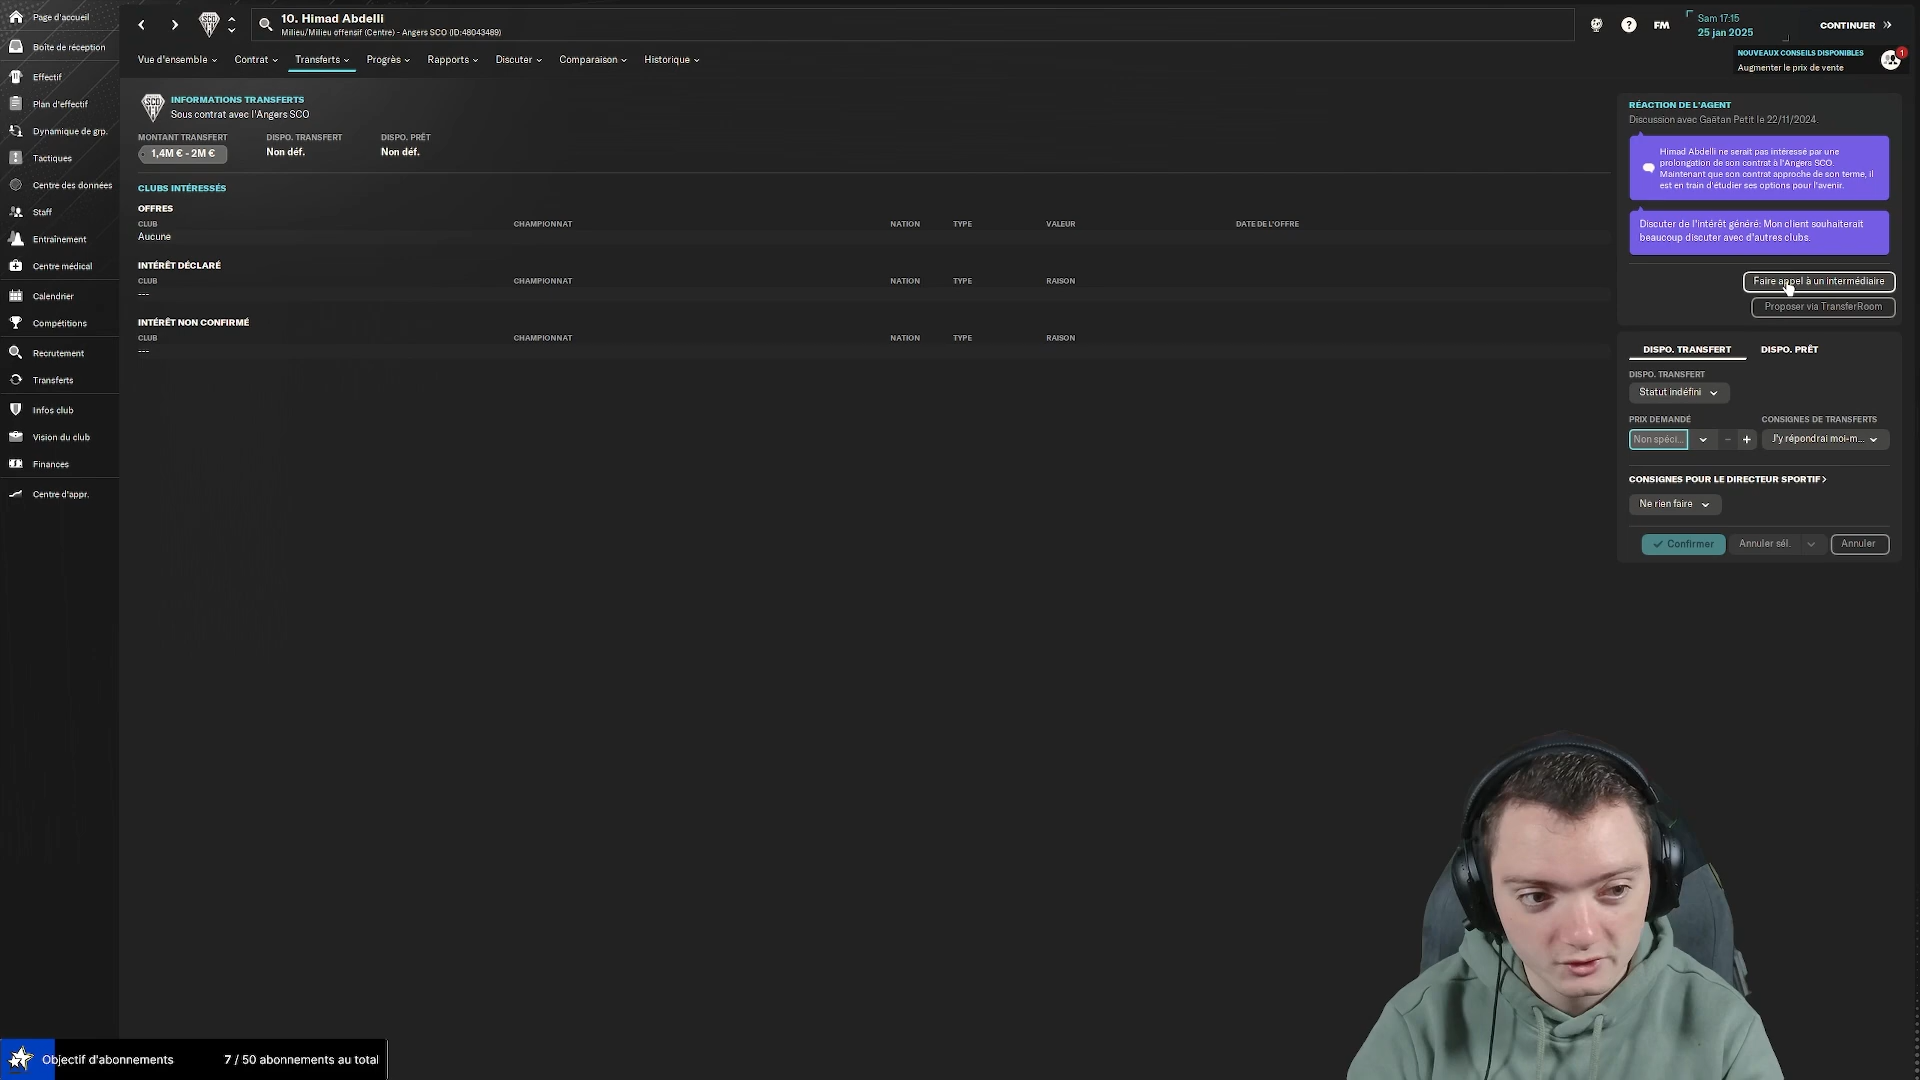 Page d'accueil
Boîte de réception
Effectif
Plan d'effectif
Dynamique de grp.
Tactiques
Centre des données
Staff
Entraînement
Centre médical
Calendrier
Compétitions
Recrutement
Transferts
Infos club
Vision du club
Finances
Centre d'appr.
10. Himad Abdelli
Milieu/Milieu offensif (Centre) - Angers SCO (ID:48043489)
FM
Sam 17:15
25 jan 2025
CONTINUER
NOUVEAUX CONSEILS DISPONIBLES
Augmenter le prix de vente
1
Vue d'ensemble
Contrat
Transferts
Progrès
Rapports
Discuter
Comparaison
Historique
INFORMATIONS TRANSFERTS
Sous contrat avec l'Angers SCO
MONTANT TRANSFERT
DISPO. TRANSFERT
DISPO. PRÊT
1,4M € - 2M €
Non déf.
Non déf.
CLUBS INTÉRESSÉS
OFFRES
CLUB CHAMPIONNAT NATION TYPE VALEUR DATE DE L'OFFRE
Aucune
INTÉRÊT DÉCLARÉ
CLUB CHAMPIONNAT NATION TYPE RAISON
---
INTÉRÊT NON CONFIRMÉ
CLUB CHAMPIONNAT NATION TYPE RAISON
---
RÉACTION DE L'AGENT
Discussion avec Gaëtan Petit le 22/11/2024.
Himad Abdelli ne serait pas intéressé par une
prolongation de son contrat à l'Angers SCO.
Maintenant que son contrat approche de son terme, il
est en train d'étudier ses options pour l'avenir.
Discuter de l'intérêt généré: Mon client souhaiterait
beaucoup discuter avec d'autres clubs.
Faire appel à un intermédiaire
Proposer via TransferRoom
DISPO. TRANSFERT
DISPO. PRÊT
DISPO. TRANSFERT
Statut indéfini
PRIX DEMANDÉ
CONSIGNES DE TRANSFERTS
Non spéci...
J'y répondrai moi-m...
CONSIGNES POUR LE DIRECTEUR SPORTIF
Ne rien faire
Confirmer
Annuler sél.
Annuler
Objectif d'abonnements
7 / 50 abonnements au total